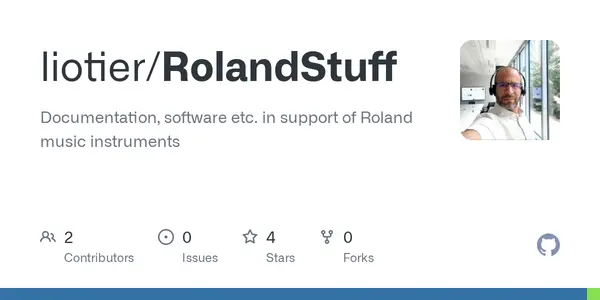 liotier/RolandStuff
Documentation, software etc. in support of Roland
music instruments
2
Contributors
0
Issues
4
Stars
0
Forks